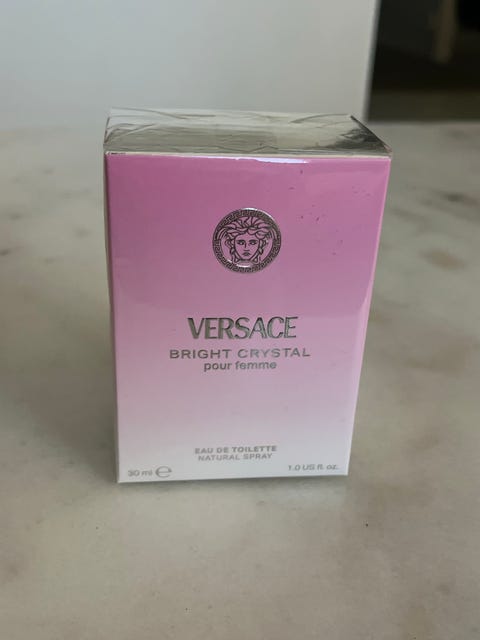 VERSACE
BRIGHT CRYSTAL
pour femme
EAU DE TOILETTE
NATURAL SPRAY
30 ml ℮ 1.0 US fl. oz.